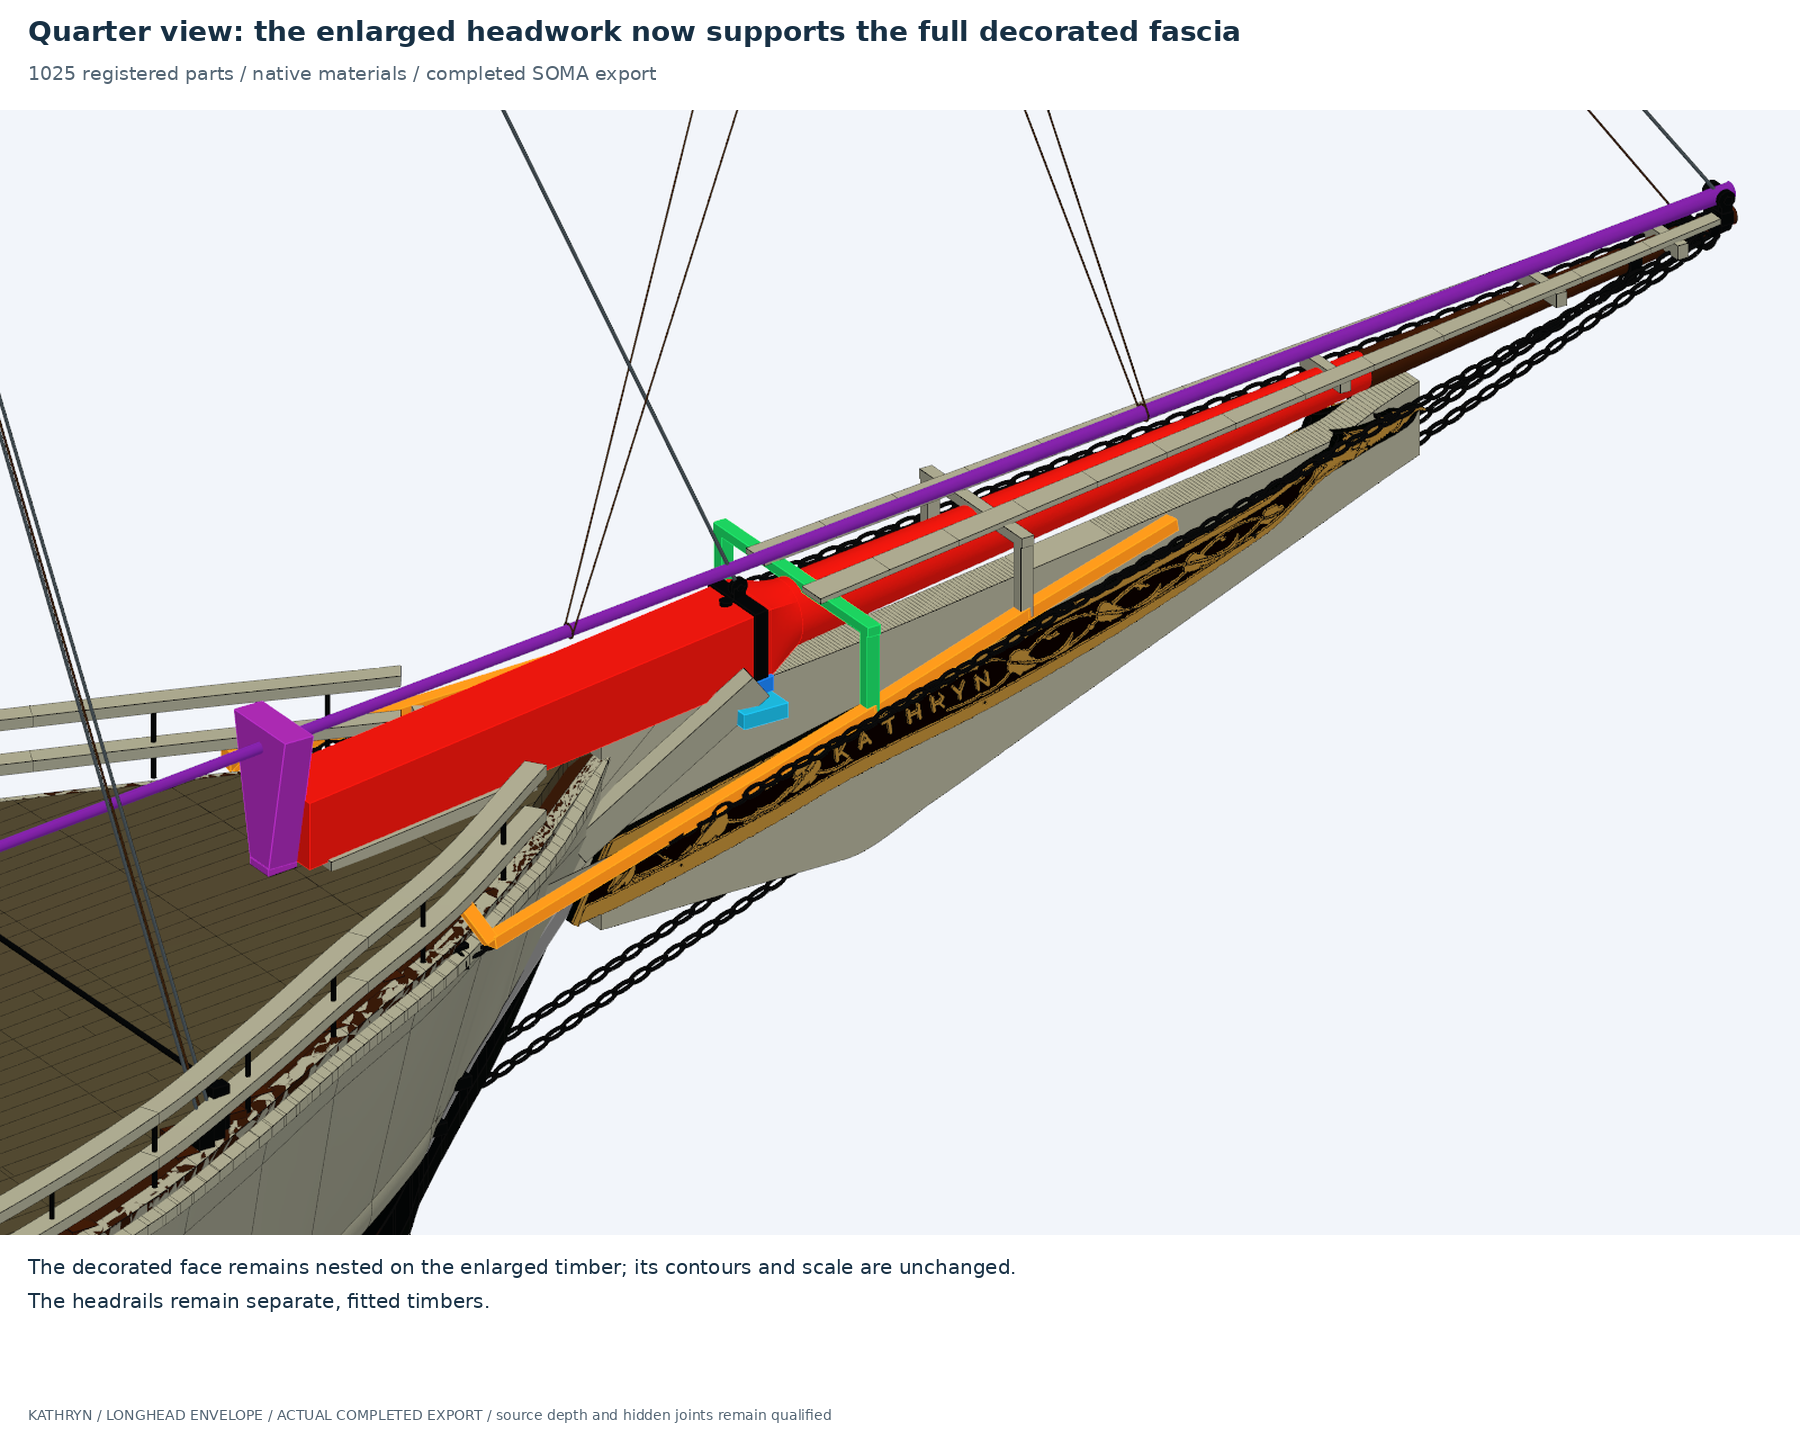 Quarter view: the enlarged headwork now supports the full decorated fascia
1025 registered parts / native materials / completed SOMA export
KATHRYN
The decorated face remains nested on the enlarged timber; its contours and scale are unchanged.
The headrails remain separate, fitted timbers.
KATHRYN / LONGHEAD ENVELOPE / ACTUAL COMPLETED EXPORT / source depth and hidden joints remain qualified